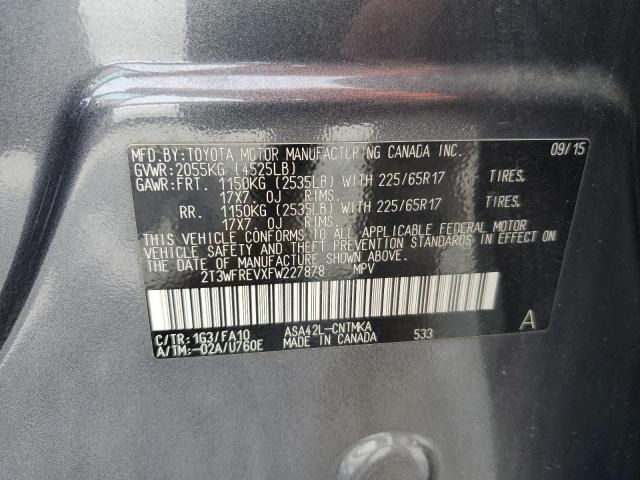 MFD.BY:TOYOTA MOTOR MANUFACTURING CANADA INC. 09/15
GVWR:2055KG (4525LB)
GAWR:FRT. 1150KG (2535LB) WITH 225/65R17 TIRES,
17X7. 0J RIMS.
RR. 1150KG (2535LB) WITH 225/65R17 TIRES,
17X7. 0J RIMS.
THIS VEHICLE CONFORMS TO ALL APPLICABLE FEDERAL MOTOR
VEHICLE SAFETY AND THEFT PREVENTION STANDARDS IN EFFECT ON
THE DATE OF MANUFACTURE SHOWN ABOVE.
2T3WFREVXFW227878 MPV
C/TR: 1G3/FA10 ASA42L-CNTMKA A
A/TM:-02A/U760E MADE IN CANADA 533